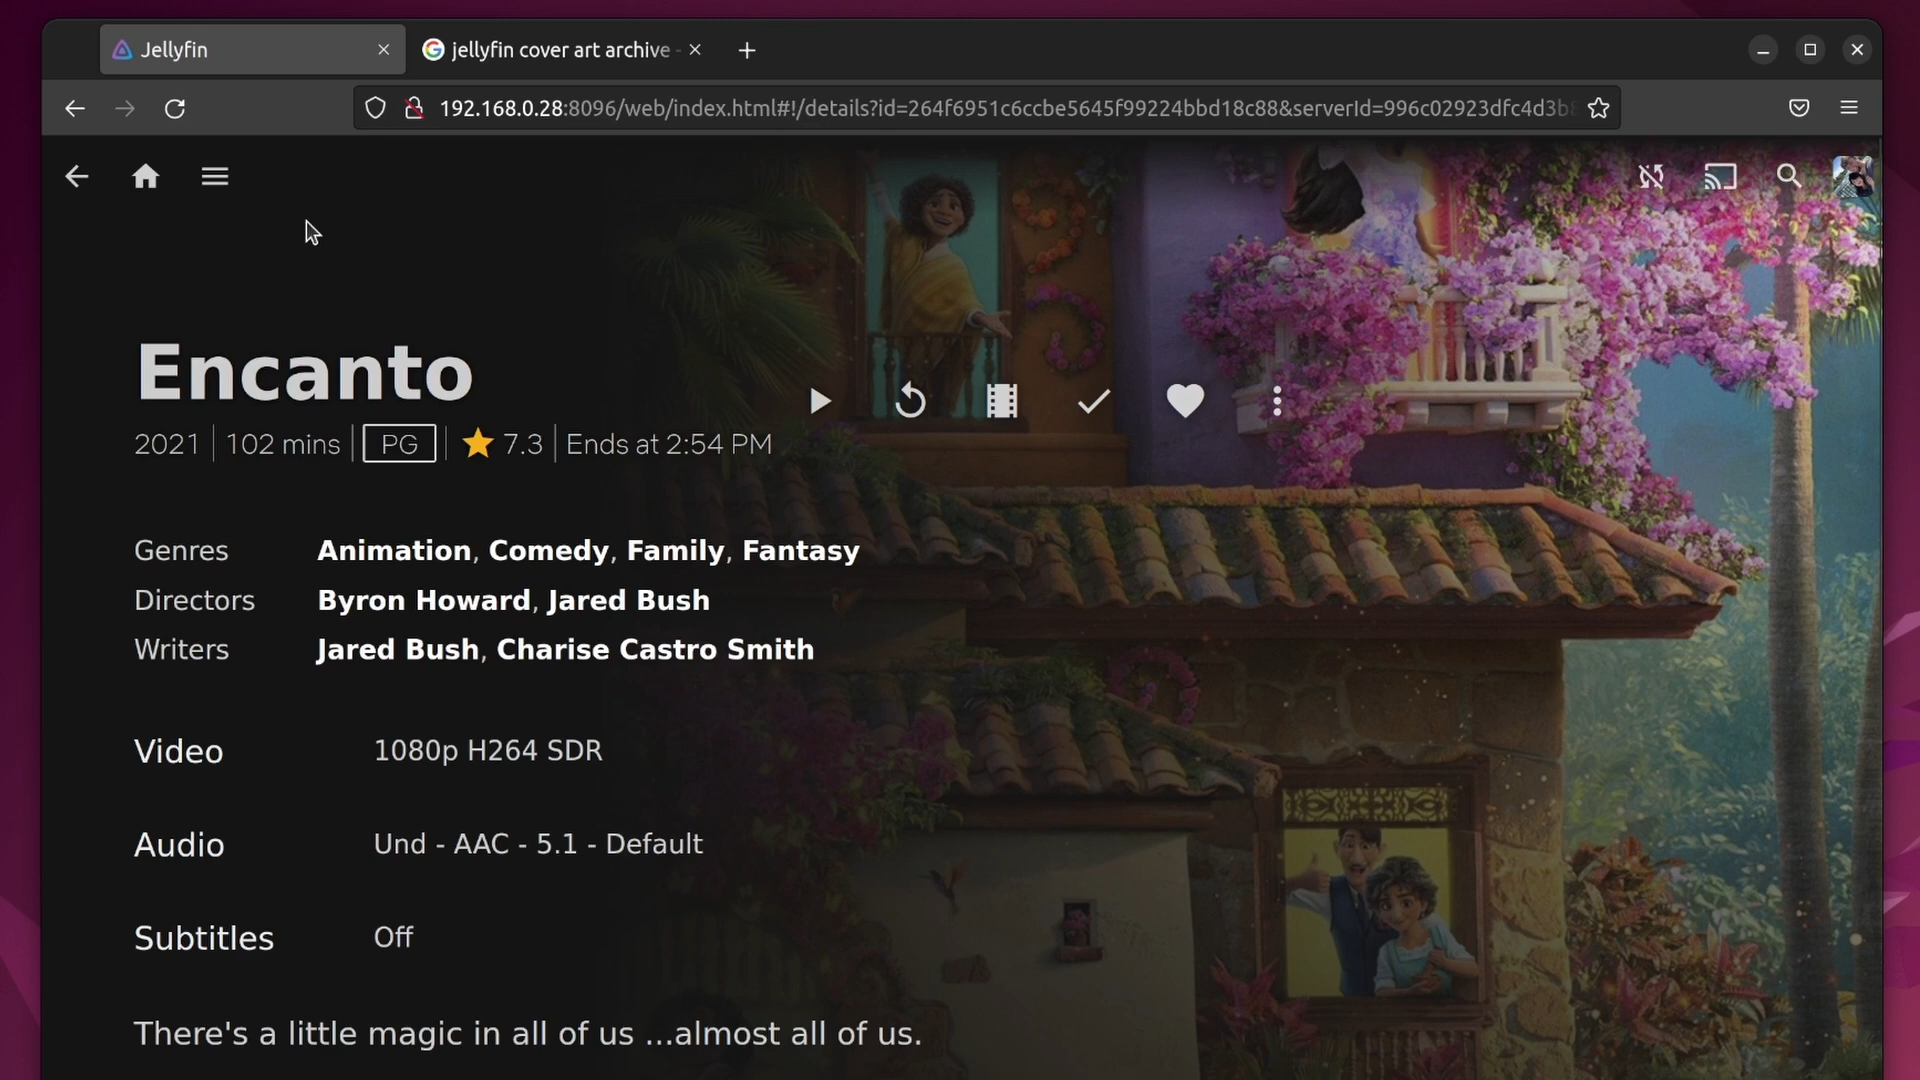 Jellyfin
jellyfin cover art archive -
192.168.0.28:8096/web/index.html#!/details?id=264f6951c6ccbe5645f99224bbd18c88&serverId=996c02923dfc4d3b8
Encanto
2021 102 mins PG 7.3 Ends at 2:54 PM
Genres Animation, Comedy, Family, Fantasy
Directors Byron Howard, Jared Bush
Writers Jared Bush, Charise Castro Smith
Video 1080p H264 SDR
Audio Und - AAC - 5.1 - Default
Subtitles Off
There's a little magic in all of us ...almost all of us.